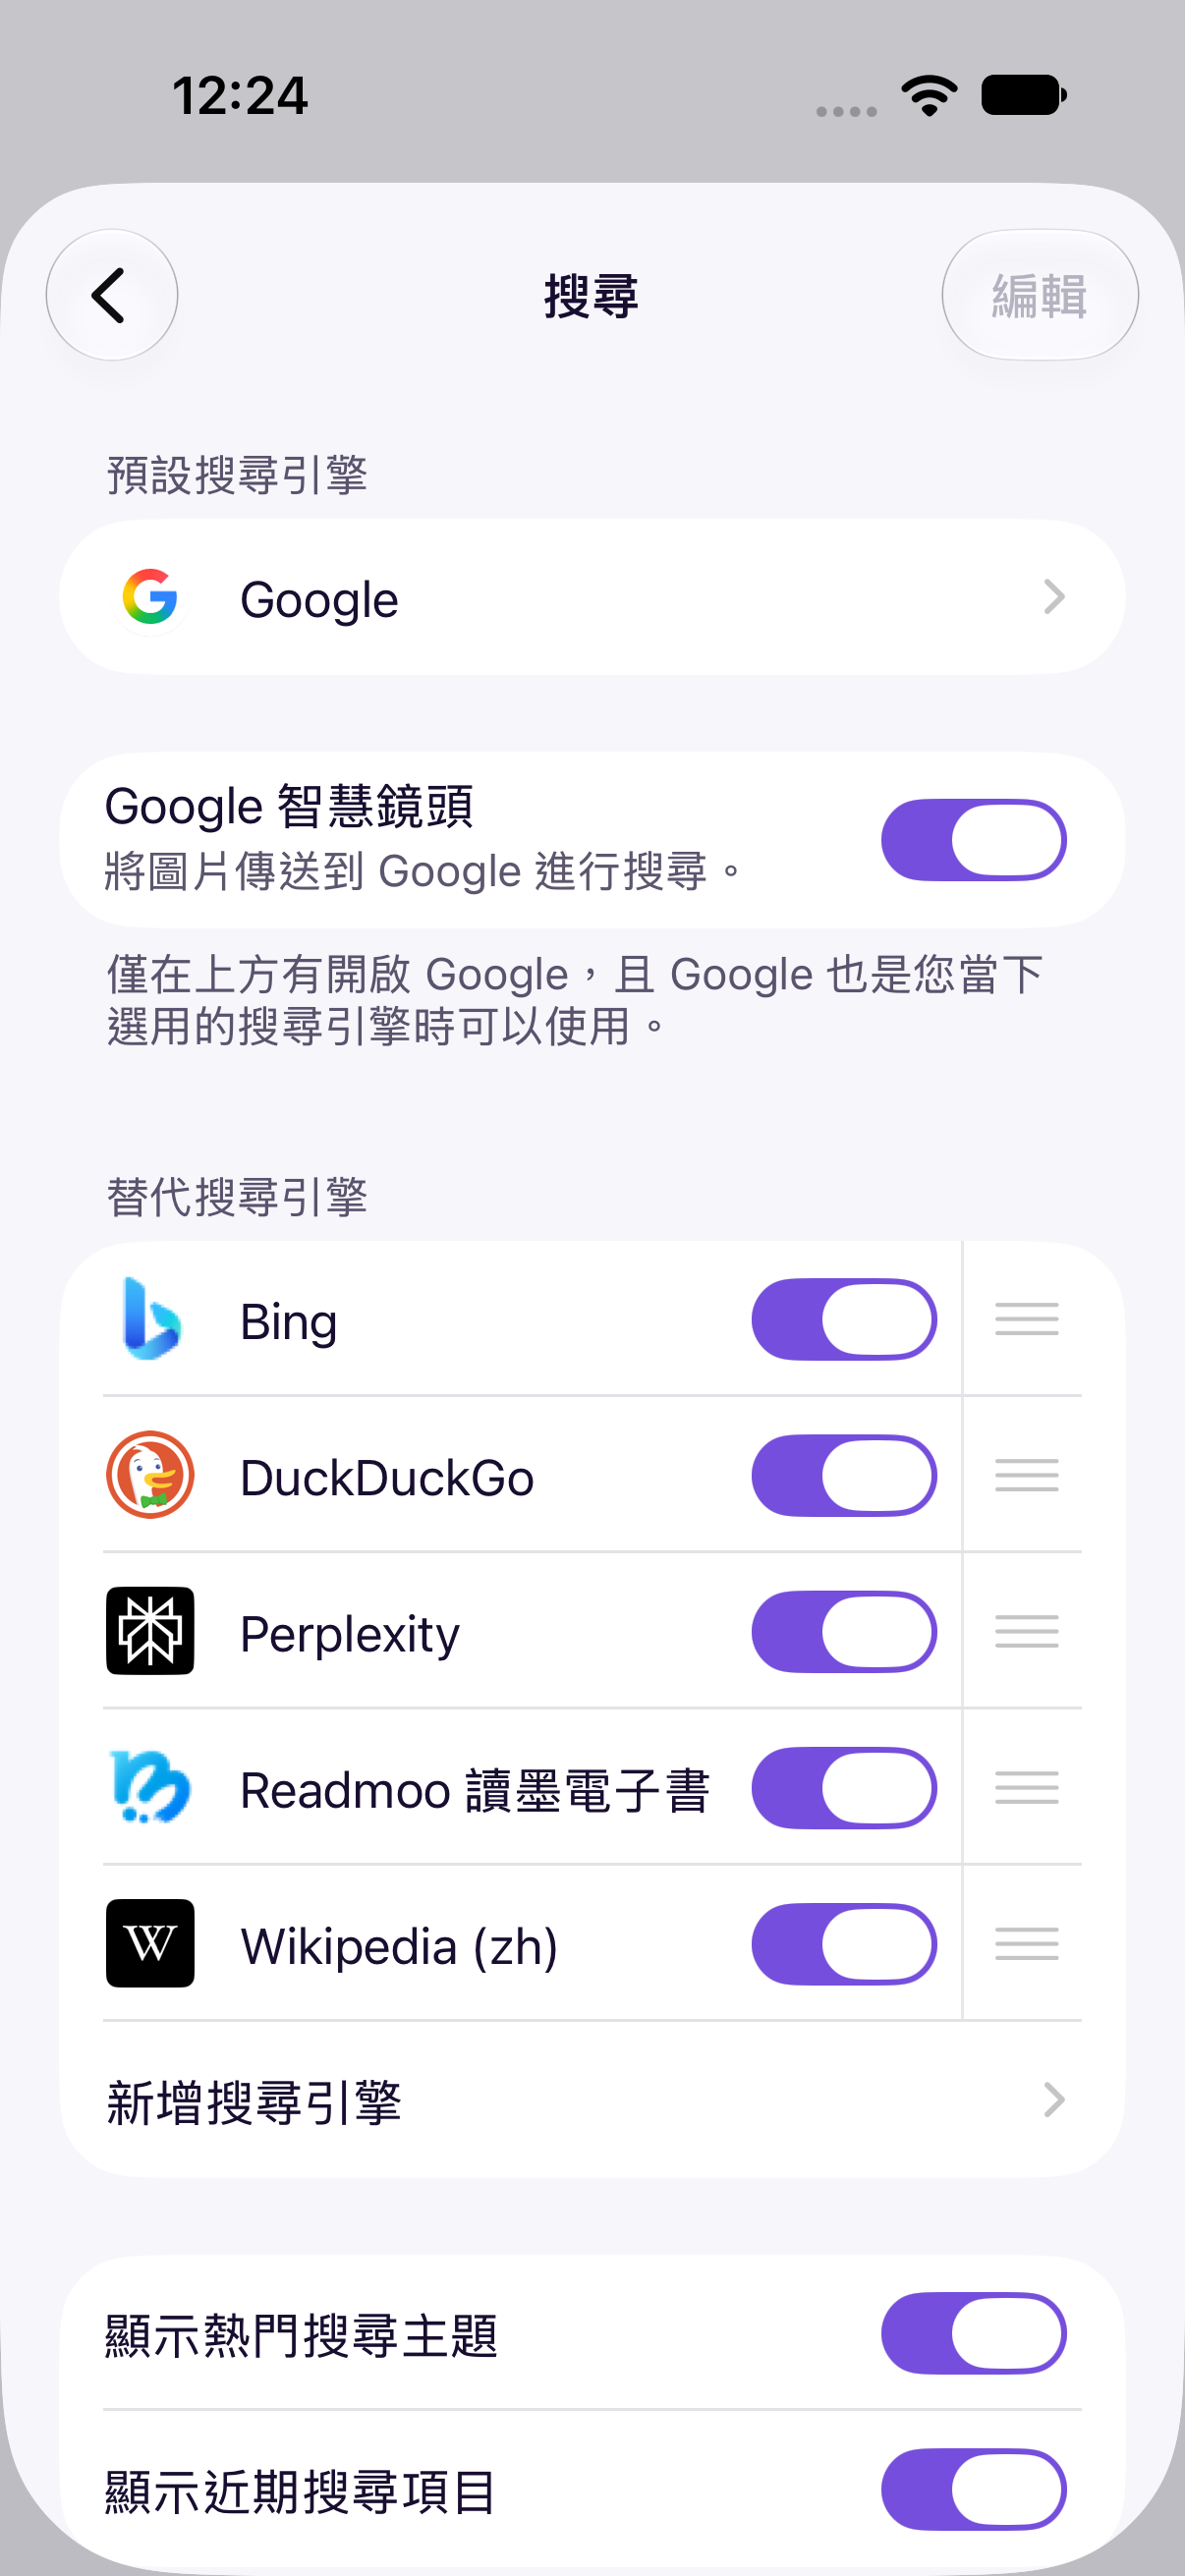 12:24
搜尋
編輯
預設搜尋引擎
Google
Google 智慧鏡頭
將圖片傳送到 Google 進行搜尋。
僅在上方有開啟 Google，且 Google 也是您當下
選用的搜尋引擎時可以使用。
替代搜尋引擎
Bing
DuckDuckGo
Perplexity
Readmoo 讀墨電子書
W
Wikipedia (zh)
新增搜尋引擎
顯示熱門搜尋主題
顯示近期搜尋項目